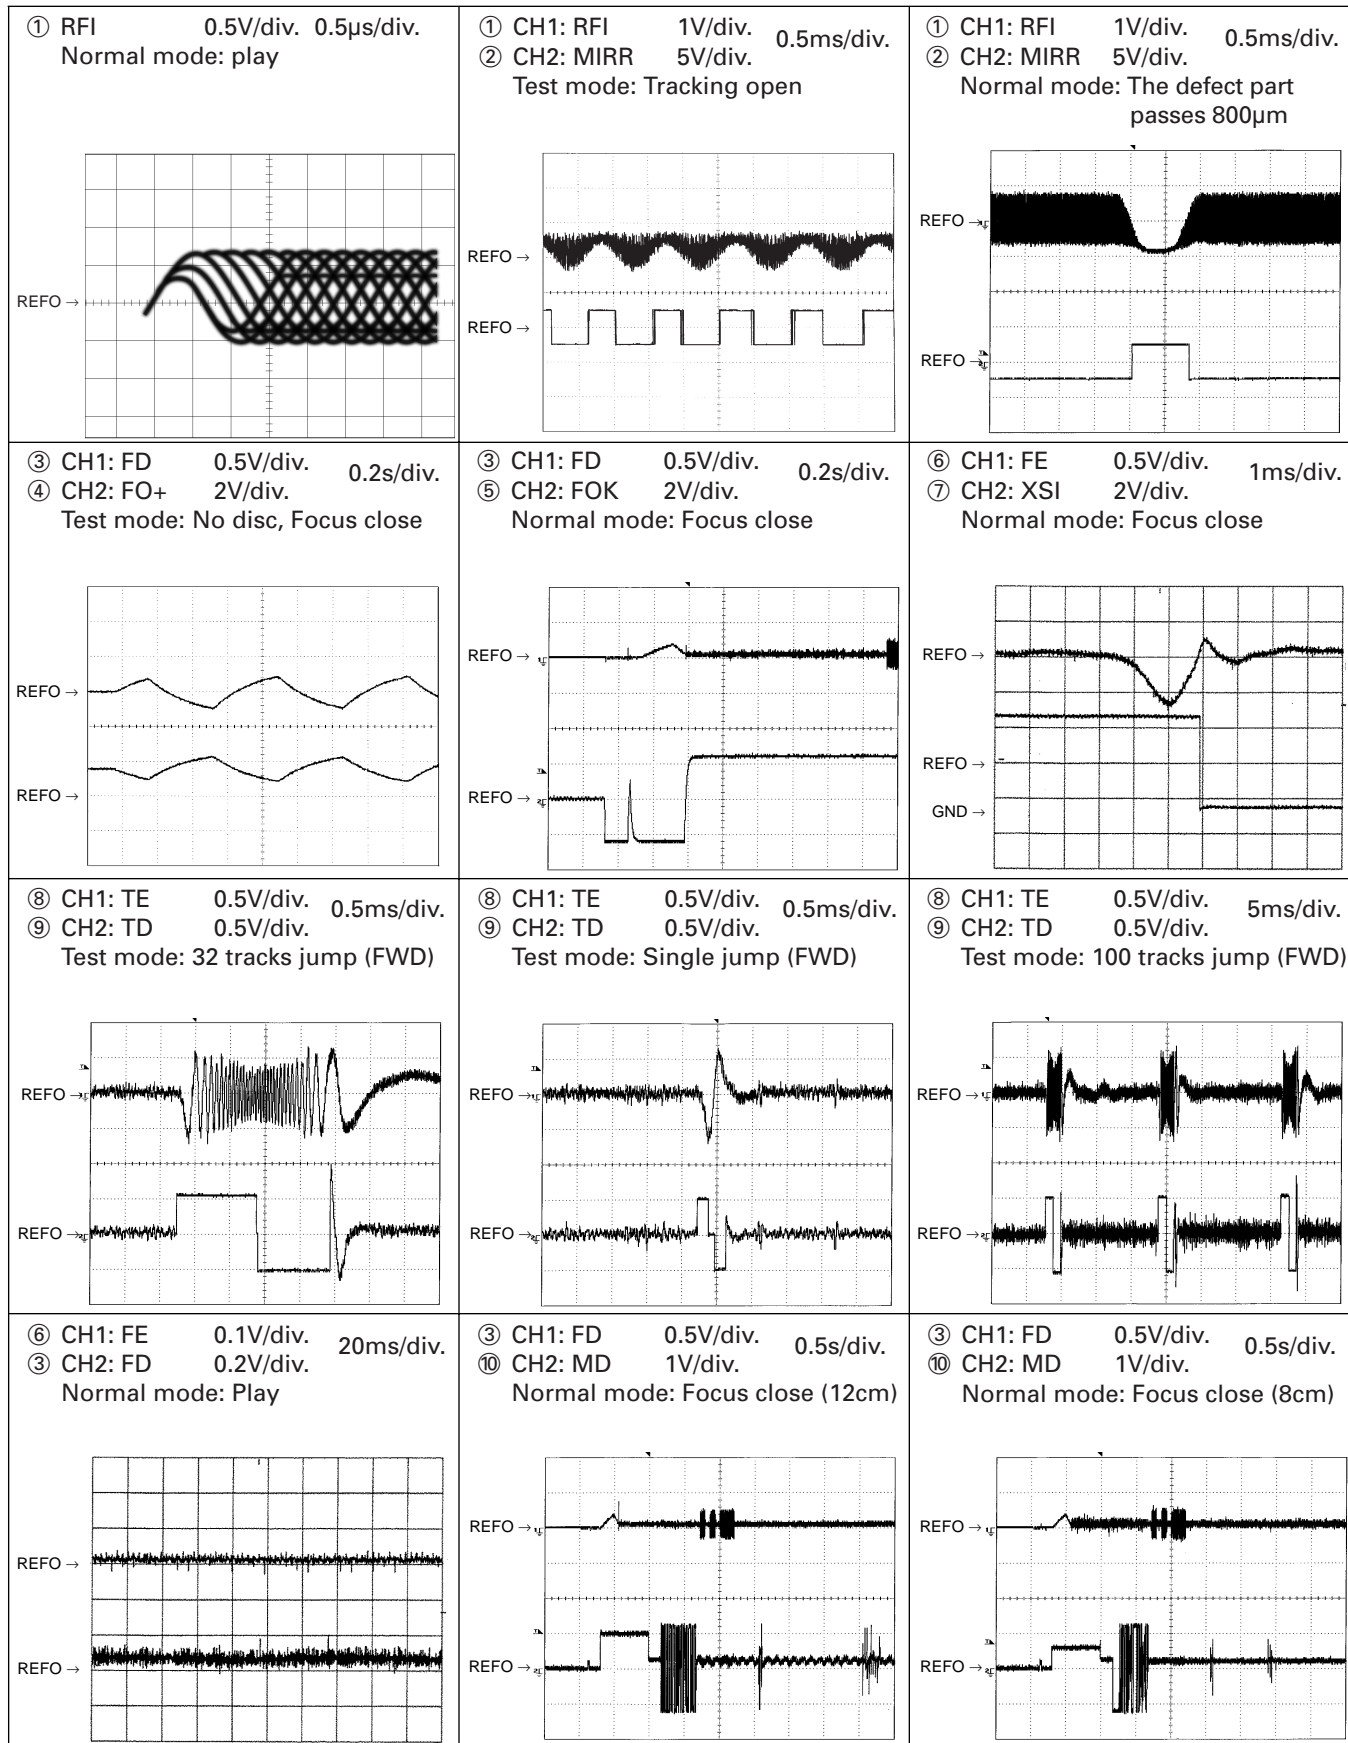 ① RFI 0.5V/div. 0.5µs/div.
Normal mode: play
REFO →
① CH1: RFI 1V/div. 0.5ms/div.
② CH2: MIRR 5V/div.
Test mode: Tracking open
REFO →
REFO →
① CH1: RFI 1V/div. 0.5ms/div.
② CH2: MIRR 5V/div.
Normal mode: The defect part
passes 800µm
REFO →
REFO →
③ CH1: FD 0.5V/div. 0.2s/div.
④ CH2: FO+ 2V/div.
Test mode: No disc, Focus close
REFO →
REFO →
③ CH1: FD 0.5V/div. 0.2s/div.
⑤ CH2: FOK 2V/div.
Normal mode: Focus close
REFO →
REFO →
⑥ CH1: FE 0.5V/div. 1ms/div.
⑦ CH2: XSI 2V/div.
Normal mode: Focus close
REFO →
REFO →
GND →
⑧ CH1: TE 0.5V/div. 0.5ms/div.
⑨ CH2: TD 0.5V/div.
Test mode: 32 tracks jump (FWD)
REFO →
REFO →
⑧ CH1: TE 0.5V/div. 0.5ms/div.
⑨ CH2: TD 0.5V/div.
Test mode: Single jump (FWD)
REFO →
REFO →
⑧ CH1: TE 0.5V/div. 5ms/div.
⑨ CH2: TD 0.5V/div.
Test mode: 100 tracks jump (FWD)
REFO →
REFO →
⑥ CH1: FE 0.1V/div. 20ms/div.
③ CH2: FD 0.2V/div.
Normal mode: Play
REFO →
REFO →
③ CH1: FD 0.5V/div. 0.5s/div.
⑩ CH2: MD 1V/div.
Normal mode: Focus close (12cm)
REFO →
REFO →
③ CH1: FD 0.5V/div. 0.5s/div.
⑩ CH2: MD 1V/div.
Normal mode: Focus close (8cm)
REFO →
REFO →